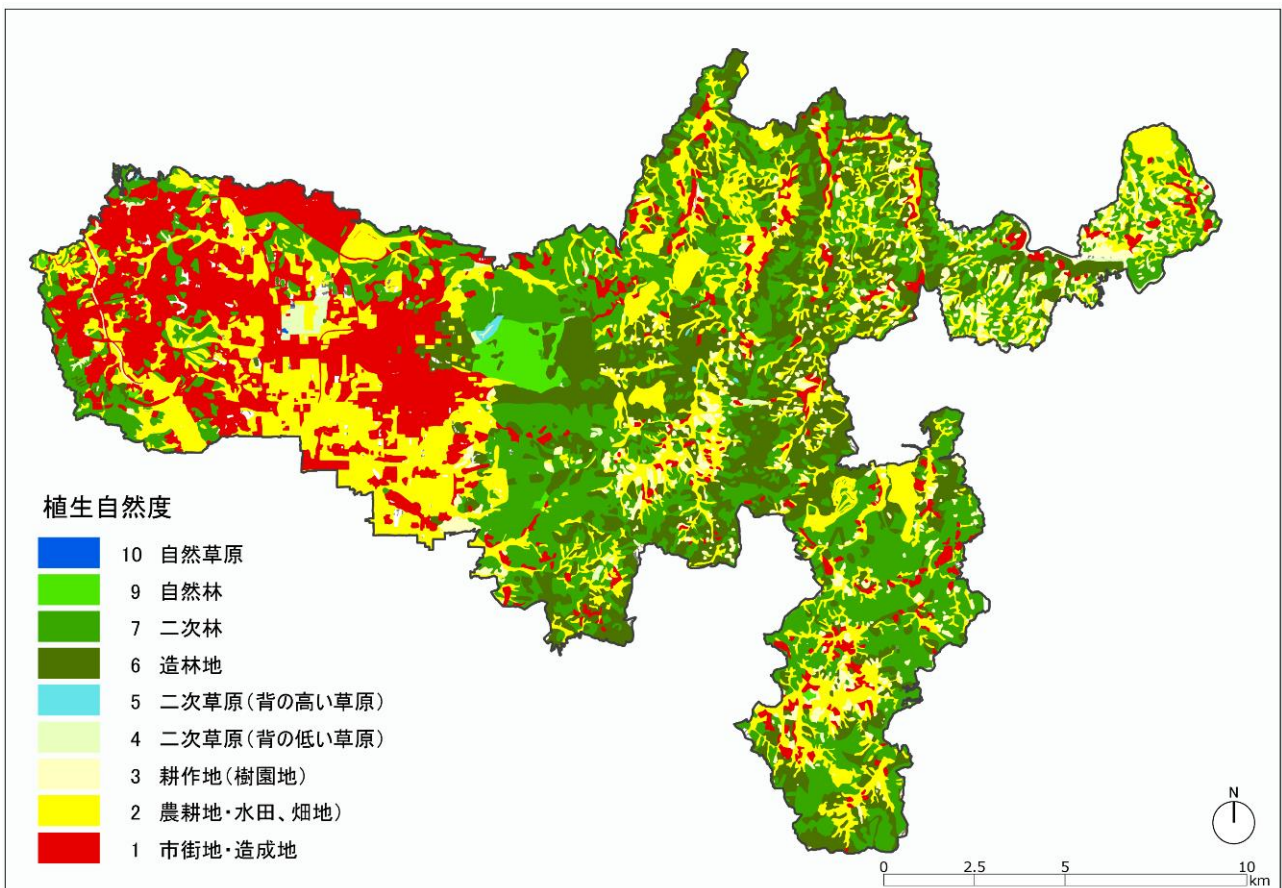 植生自然度
10 自然草原
9 自然林
7 二次林
6 造林地
5 二次草原(背の高い草原)
4 二次草原(背の低い草原)
3 耕作地(樹園地)
2 農耕地・水田、畑地)
1 市街地・造成地
N
0 2.5 5 10
km